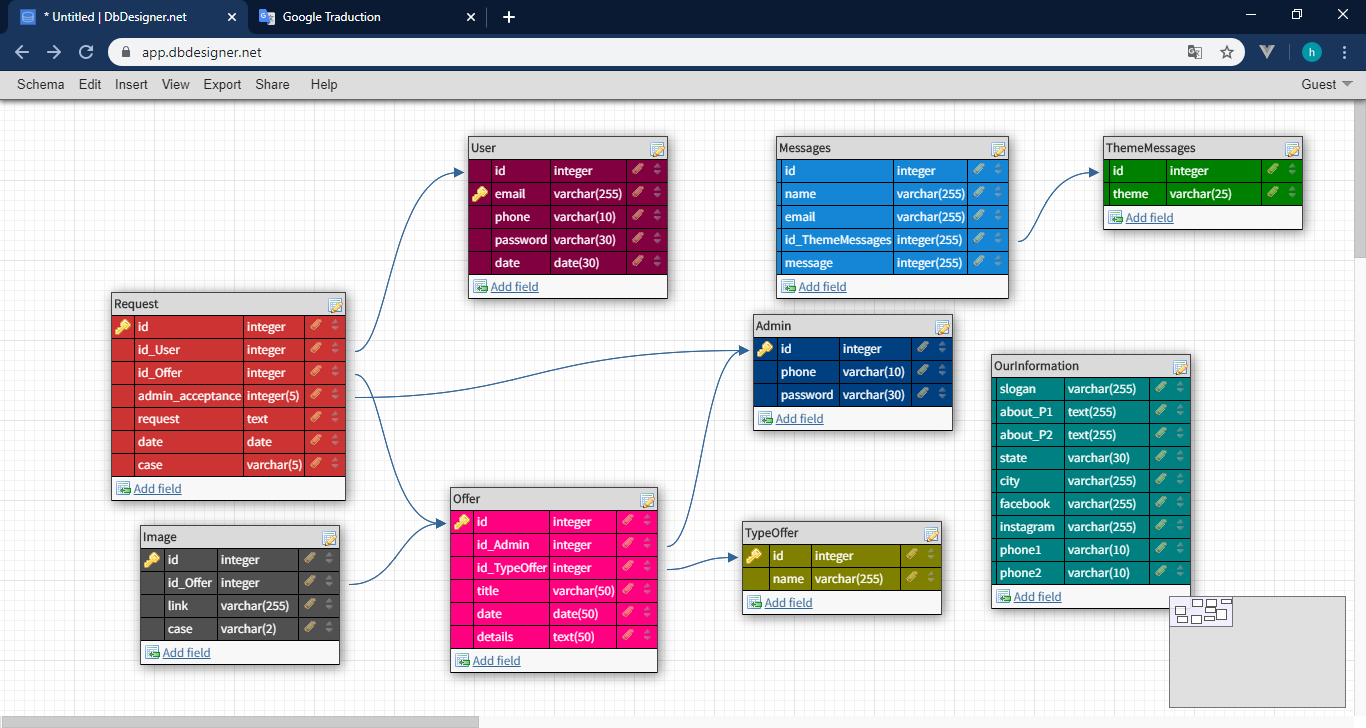 * Untitled | DbDesigner.net
Google Traduction
app.dbdesigner.net
h
Schema Edit Insert View Export Share Help
Guest
User
id integer
email varchar(255)
phone varchar(10)
password varchar(30)
date date(30)
Add field
Messages
id integer
name varchar(255)
email varchar(255)
id_ThemeMessages integer(255)
message integer(255)
Add field
ThemeMessages
id integer
theme varchar(25)
Add field
Request
id integer
id_User integer
id_Offer integer
admin_acceptance integer(5)
request text
date date
case varchar(5)
Add field
Admin
id integer
phone varchar(10)
password varchar(30)
Add field
OurInformation
slogan varchar(255)
about_P1 text(255)
about_P2 text(255)
state varchar(30)
city varchar(255)
facebook varchar(255)
instagram varchar(255)
phone1 varchar(10)
phone2 varchar(10)
Add field
Image
id integer
id_Offer integer
link varchar(255)
case varchar(2)
Add field
Offer
id integer
id_Admin integer
id_TypeOffer integer
title varchar(50)
date date(50)
details text(50)
Add field
TypeOffer
id integer
name varchar(255)
Add field